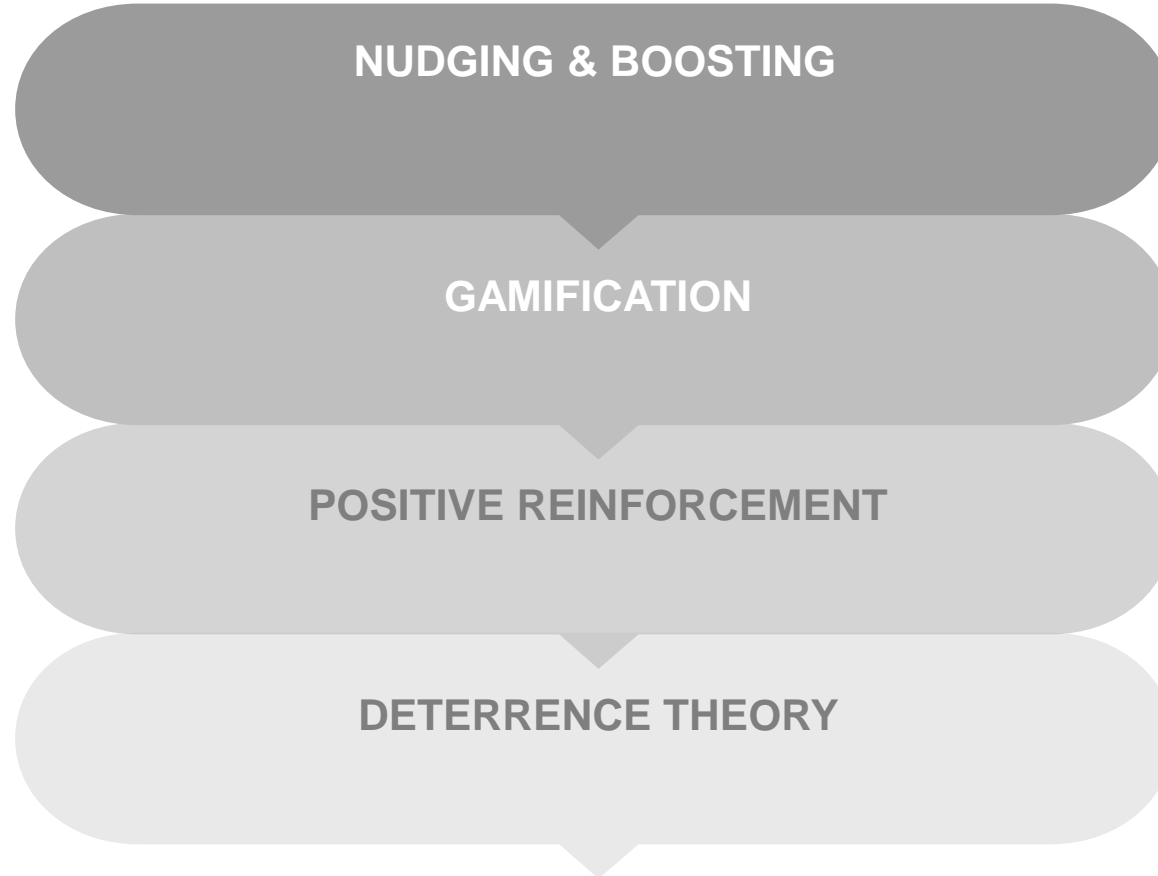 NUDGING & BOOSTING
GAMIFICATION
POSITIVE REINFORCEMENT
DETERRENCE THEORY